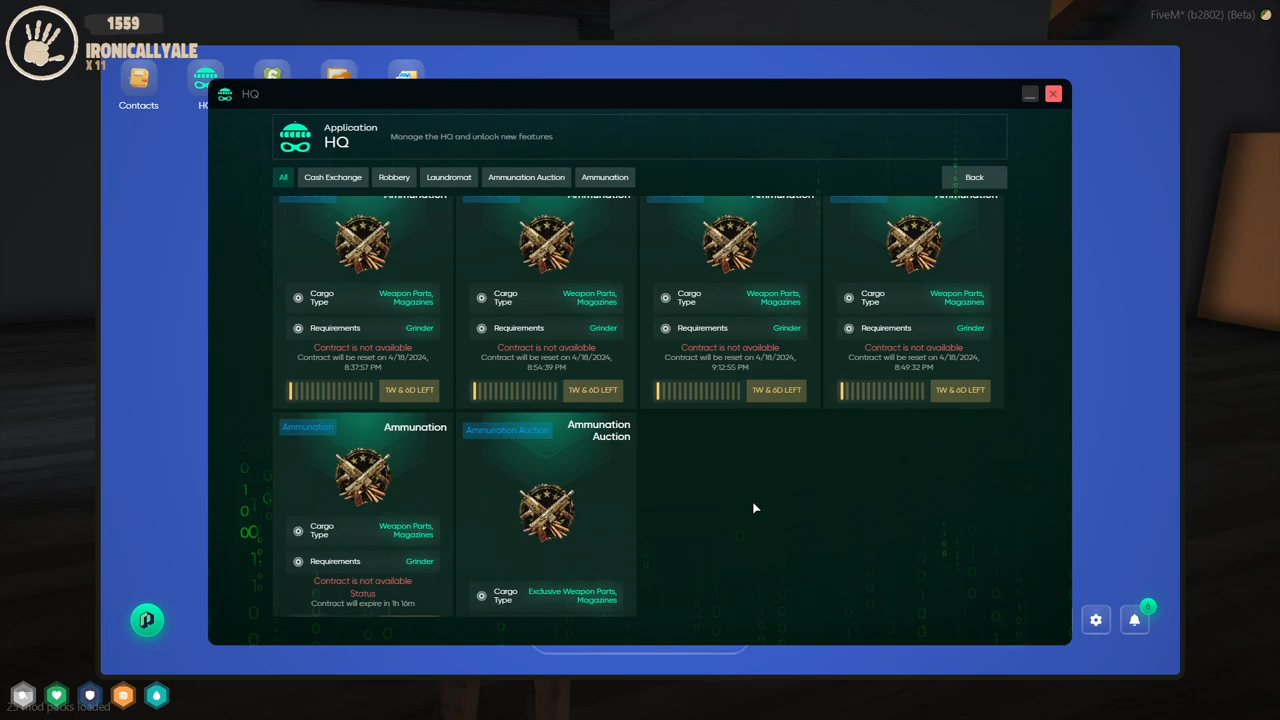 1559
IRONICALLYALE
X 11
FiveM* (b2802) (Beta)
Contacts
HQ
Application
HQ
Manage the HQ and unlock new features
All
Cash Exchange
Robbery
Laundromat
Ammunation Auction
Ammunation
Back
Ammunation
Ammunation
Ammunation
Ammunation
Cargo
Type
Weapon Parts,
Magazines
Requirements
Grinder
Contract is not available
Contract will be reset on 4/18/2024,
8:37:57 PM
1W & 6D LEFT
Cargo
Type
Weapon Parts,
Magazines
Requirements
Grinder
Contract is not available
Contract will be reset on 4/18/2024,
8:54:39 PM
1W & 6D LEFT
Cargo
Type
Weapon Parts,
Magazines
Requirements
Grinder
Contract is not available
Contract will be reset on 4/18/2024,
9:12:55 PM
1W & 6D LEFT
Cargo
Type
Weapon Parts,
Magazines
Requirements
Grinder
Contract is not available
Contract will be reset on 4/18/2024,
8:49:32 PM
1W & 6D LEFT
Ammunation
Ammunation
Cargo
Type
Weapon Parts,
Magazines
Requirements
Grinder
Contract is not available
Status
Contract will expire in 1h 16m
Ammunation Auction
Ammunation
Auction
Cargo
Type
Exclusive Weapon Parts,
Magazines
6
mod packs loaded